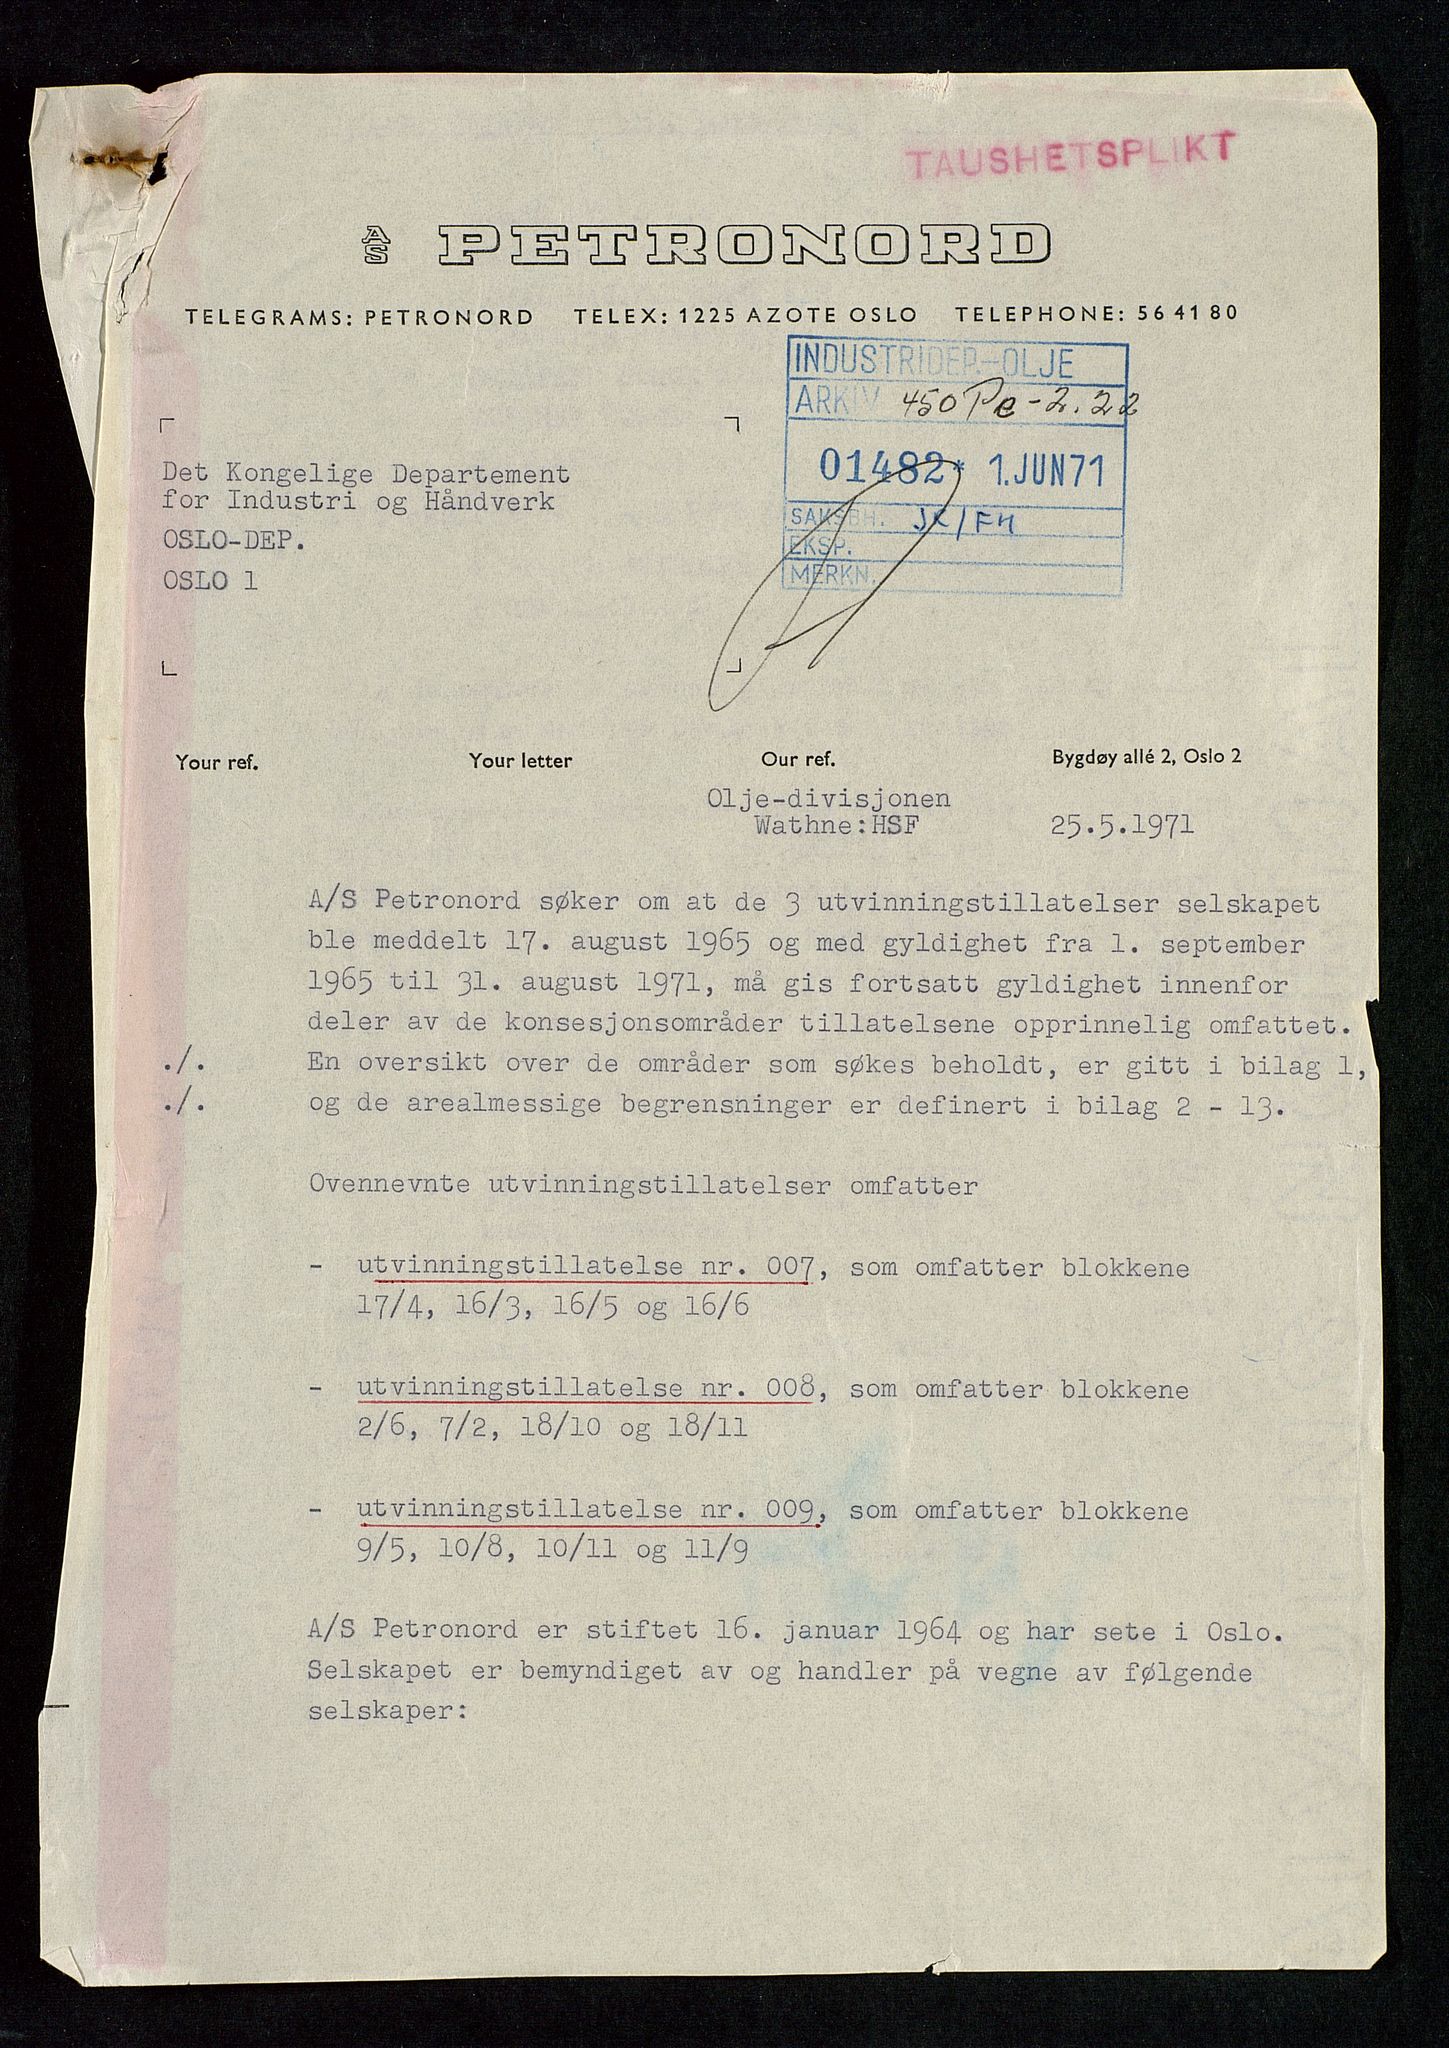 TAUSHETSPLIKT
A/S PETRONORD
TELEGRAMS: PETRONORD TELEX: 1225 AZOTE OSLO TELEPHONE: 56 41 80
INDUSTRIDEP.-OLJE
ARKIV 450 Pe-2.22
01482* 1.JUN71
SAKSBH. JK/FH
EKSP.
MERKN.
Det Kongelige Departement
for Industri og Håndverk
OSLO-DEP.
OSLO 1
Your ref. Your letter Our ref. Bygdøy allé 2, Oslo 2
Olje-divisjonen
Wathne:HSF 25.5.1971
A/S Petronord søker om at de 3 utvinningstillatelser selskapet
ble meddelt 17. august 1965 og med gyldighet fra 1. september
1965 til 31. august 1971, må gis fortsatt gyldighet innenfor
deler av de konsesjonsområder tillatelsene opprinnelig omfattet.
./. En oversikt over de områder som søkes beholdt, er gitt i bilag 1,
./. og de arealmessige begrensninger er definert i bilag 2 - 13.
Ovennevnte utvinningstillatelser omfatter
- utvinningstillatelse nr. 007, som omfatter blokkene
17/4, 16/3, 16/5 og 16/6
- utvinningstillatelse nr. 008, som omfatter blokkene
2/6, 7/2, 18/10 og 18/11
- utvinningstillatelse nr. 009, som omfatter blokkene
9/5, 10/8, 10/11 og 11/9
A/S Petronord er stiftet 16. januar 1964 og har sete i Oslo.
Selskapet er bemyndiget av og handler på vegne av følgende
selskaper: